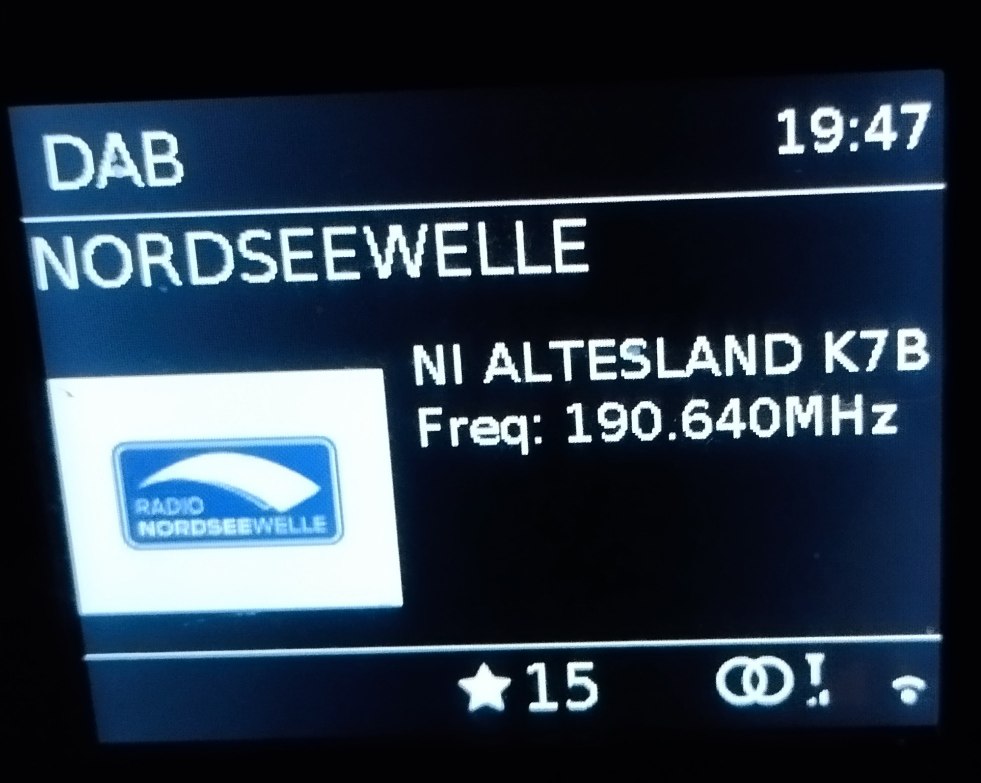 DAB
19:47
NORDSEEWELLE
NI ALTESLAND K7B
Freq: 190.640MHz
RADIO
NORDSEEWELLE
15